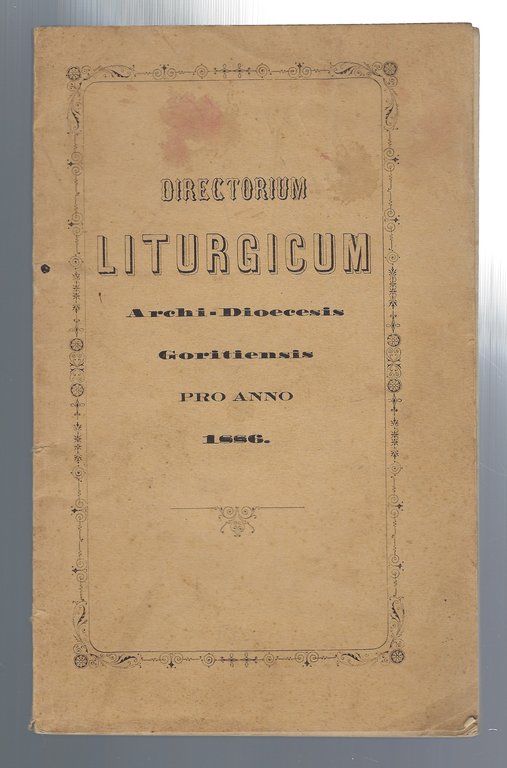 DIRECTORIUM
LITURGICUM
Archi-Dioecesis
Goritiensis
PRO ANNO
1886.